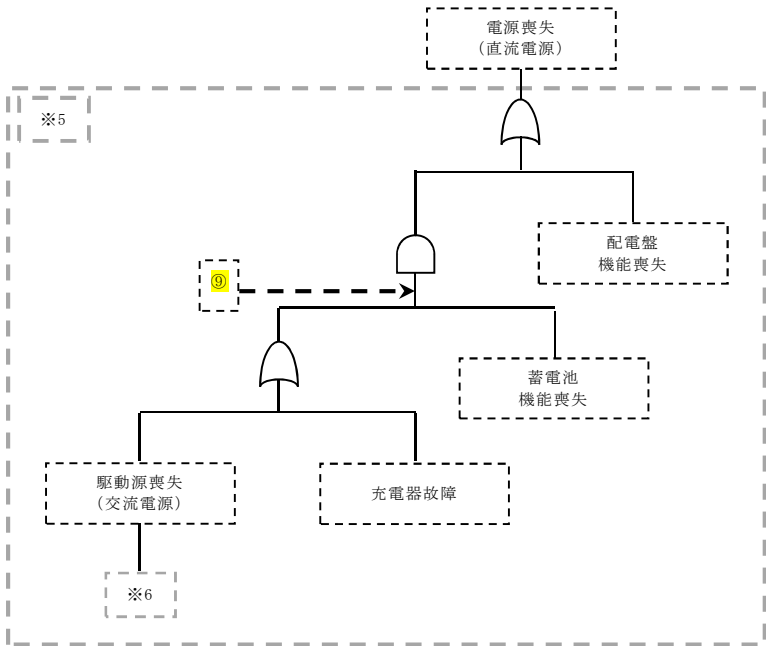 電源喪失
（直流電源）
※5
配電盤
機能喪失
⑨
蓄電池
機能喪失
駆動源喪失
（交流電源）
充電器故障
※6